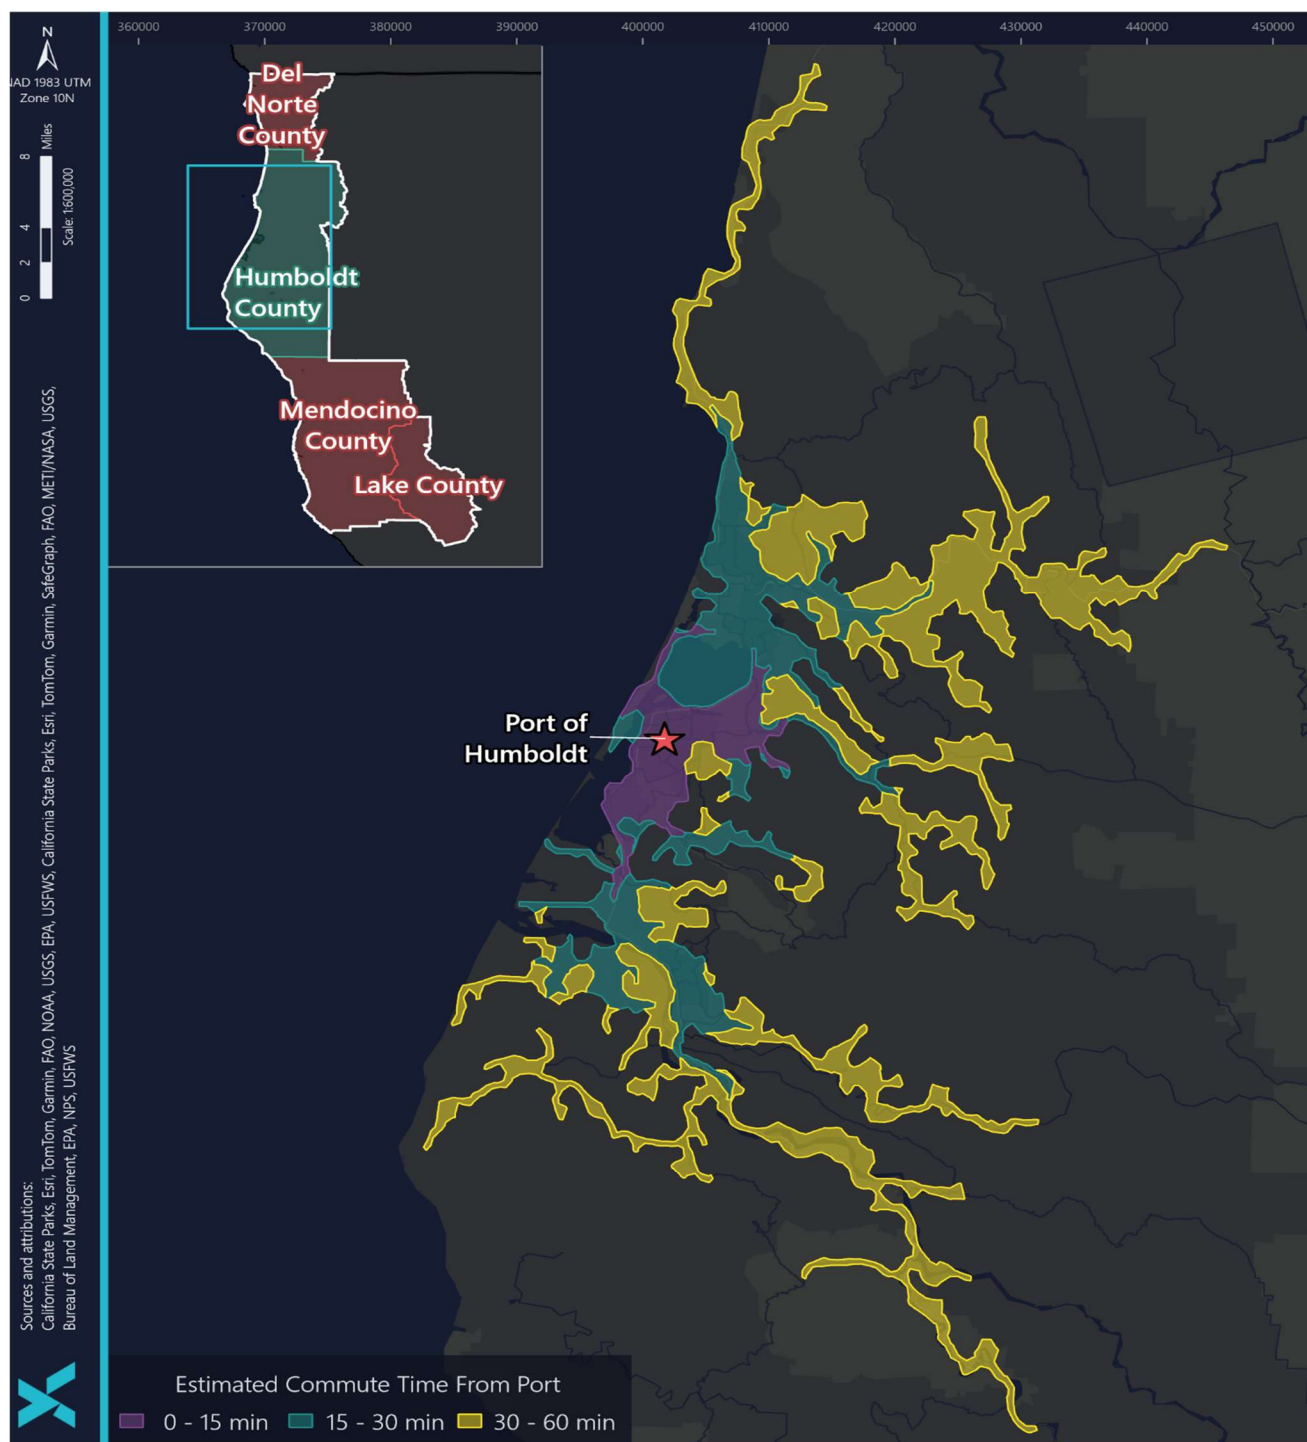 360000 370000 380000 390000 400000 410000 420000 430000 440000 450000
N
NAD 1983 UTM
Zone 10N
0 2 4 8 Miles
Scale: 1:600,000
Del
Norte
County
Humboldt
County
Mendocino
County
Lake County
Port of
Humboldt
Sources and attributions:
California State Parks, Esri, TomTom, Garmin, FAO, NOAA, USGS, EPA, USFWS, California State Parks, Esri, TomTom, Garmin, SafeGraph, FAO, METI/NASA, USGS,
Bureau of Land Management, EPA, NPS, USFWS
Estimated Commute Time From Port
0 - 15 min 15 - 30 min 30 - 60 min